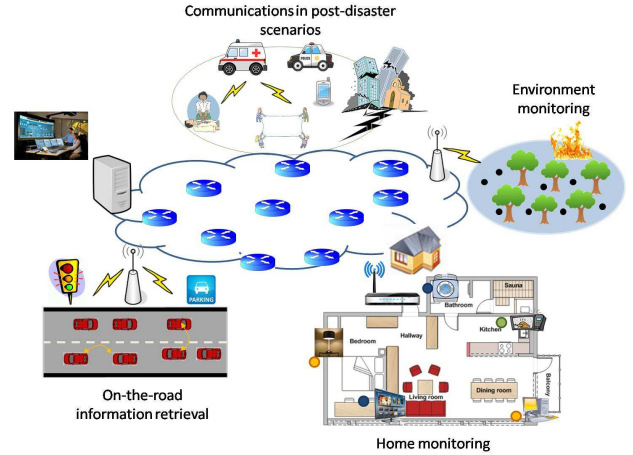 Communications in post-disaster
scenarios
POLICE
Environment
monitoring
PARKING
On-the-road
information retrieval
Sauna
Bathroom
Hallway
Kitchen
Bedroom
Living room
Dining room
Balcony
Home monitoring